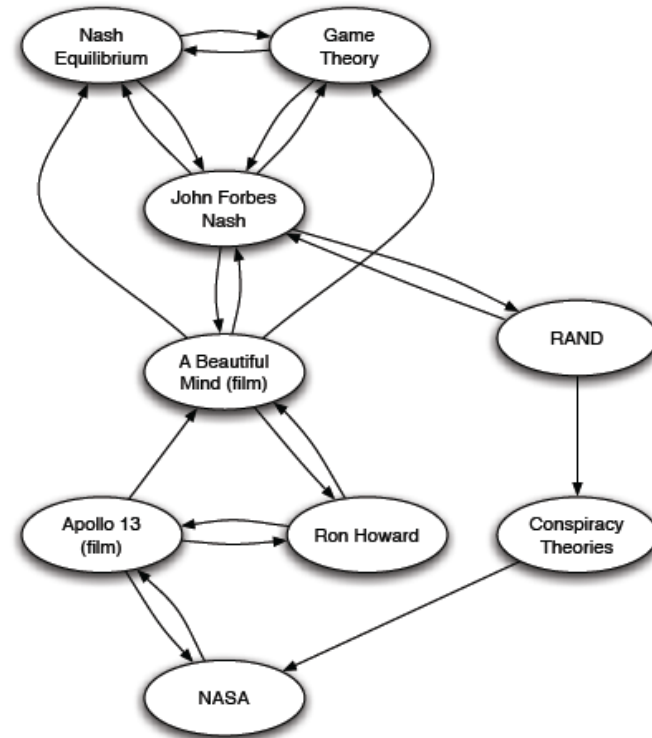 Nash
Equilibrium
Game
Theory
John Forbes
Nash
RAND
A Beautiful
Mind (film)
Apollo 13
(film)
Ron Howard
Conspiracy
Theories
NASA